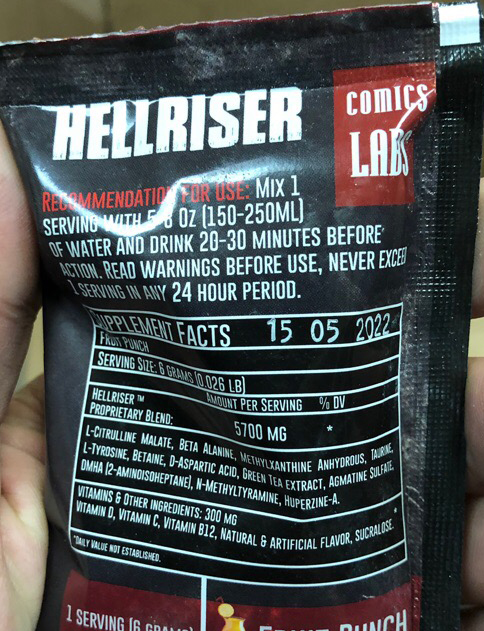 HELLRISER
COMICS
LABS
RECOMMENDATION FOR USE: MIX 1
SERVING WITH 5-8 OZ (150-250ML)
OF WATER AND DRINK 20-30 MINUTES BEFORE
ACTION. READ WARNINGS BEFORE USE, NEVER EXCEED
1 SERVING IN ANY 24 HOUR PERIOD.
SUPPLEMENT FACTS 15 05 2022
FRUIT PUNCH
SERVING SIZE: 6 GRAMS (0.026 LB)
AMOUNT PER SERVING % DV
HELLRISER™
PROPRIETARY BLEND: 5700 MG *
L-CITRULLINE MALATE, BETA ALANINE, METHYLXANTHINE ANHYDROUS, TAURINE,
L-TYROSINE, BETAINE, D-ASPARTIC ACID, GREEN TEA EXTRACT, AGMATINE SULFATE,
DMHA (2-AMINOISOHEPTANE), N-METHYLTYRAMINE, HUPERZINE-A.
VITAMINS & OTHER INGREDIENTS: 300 MG *
VITAMIN D, VITAMIN C, VITAMIN B12, NATURAL & ARTIFICIAL FLAVOR, SUCRALOSE.
*DAILY VALUE NOT ESTABLISHED.
1 SERVING (6 GRAMS)
FRUIT PUNCH